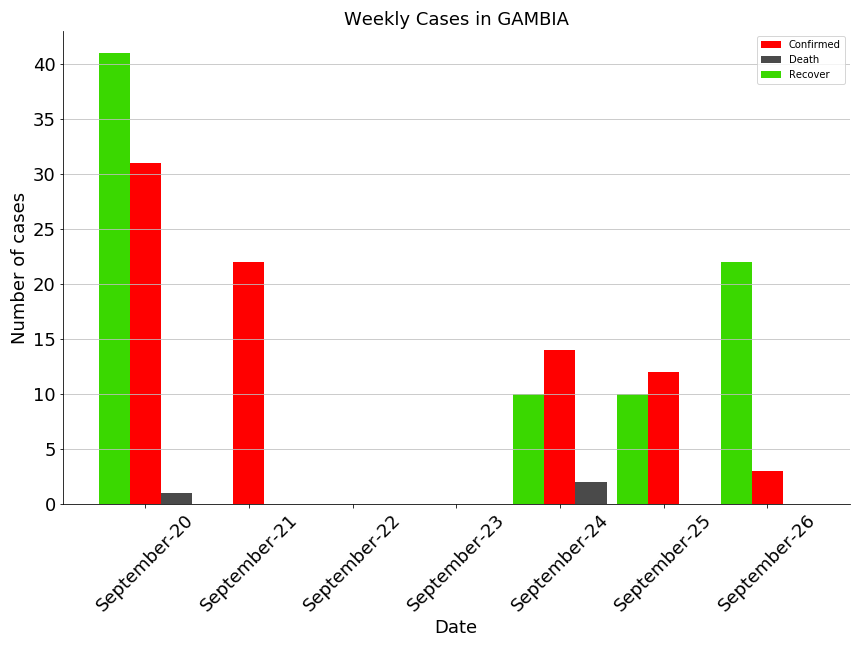 Weekly Cases in GAMBIA
Confirmed
Death
Recover
Number of cases
40
35
30
25
20
15
10
5
0
September-20
September-21
September-22
September-23
September-24
September-25
September-26
Date